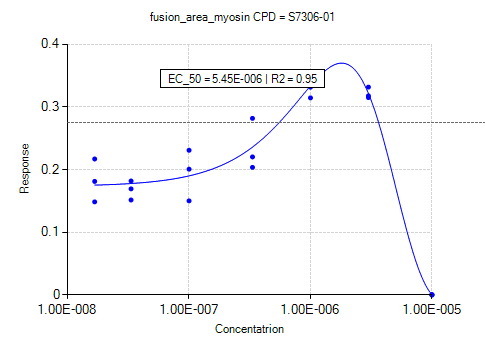 fusion_area_myosin CPD = S7306-01
0.4
EC_50 = 5.45E-006 | R2 = 0.95
0.3
0.2
0.1
0
Response
1.00E-008 1.00E-007 1.00E-006 1.00E-005
Concentatrion